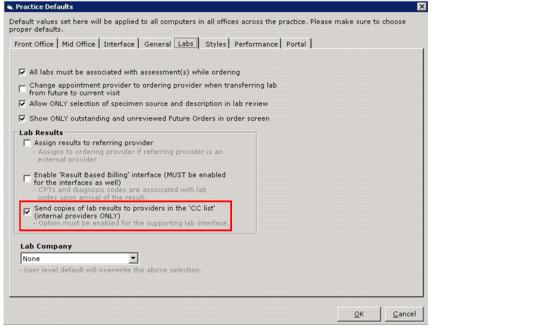 Practice Defaults
Default values set here will be applied to all computers in all offices across the practice. Please make sure to choose
proper defaults.
Front Office Mid Office Interface General Labs Styles Performance Portal
All labs must be associated with assessment(s) while ordering
Change appointment provider to ordering provider when transferring lab
from future to current visit
Allow ONLY selection of specimen source and description in lab review
Show ONLY outstanding and unreviewed Future Orders in order screen
Lab Results
Assign results to referring provider
- Assigns to ordering provider if referring provider is an
external provider
Enable 'Result Based Billing' interface (MUST be enabled
for the interfaces as well)
- CPTs and diagnosis codes are associated with lab
codes upon arrival of the result.
Send copies of lab results to providers in the 'CC list'
(internal providers ONLY)
- Option must be enabled for the supporting lab interface.
Lab Company
None
- User level default will overwrite the above selection.
OK Cancel